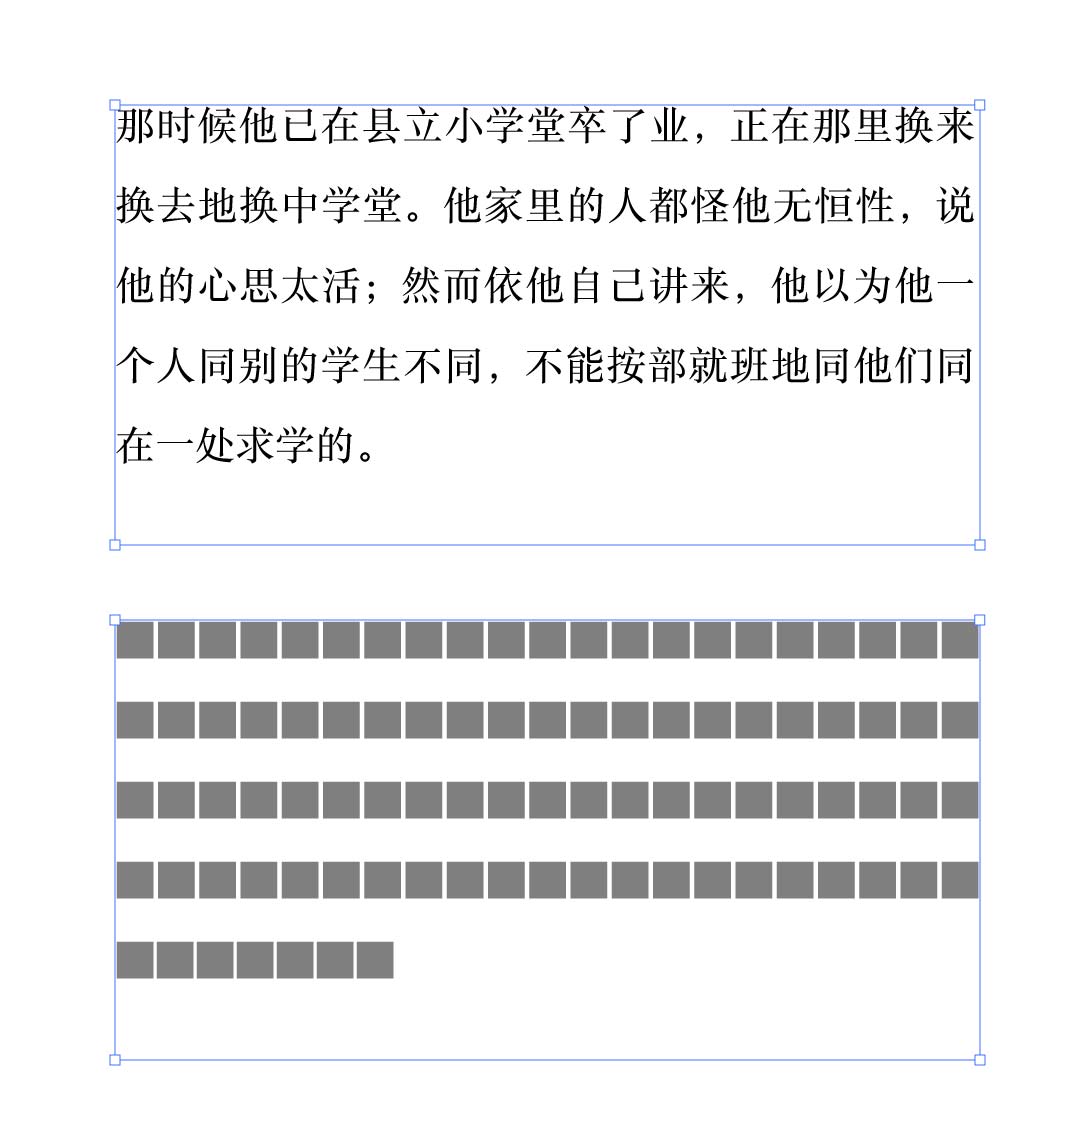 那时候他已在县立小学堂卒了业，正在那里换来
换去地换中学堂。他家里的人都怪他无恒性，说
他的心思太活；然而依他自己讲来，他以为他一
个人同别的学生不同，不能按部就班地同他们同
在一处求学的。